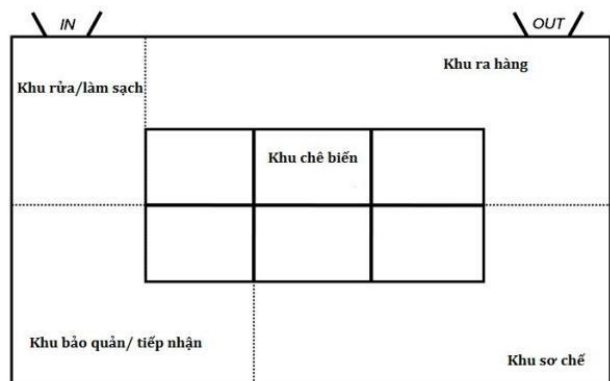 IN
OUT
Khu ra hàng
Khu rửa/làm sạch
Khu chê biến
Khu bảo quản/ tiếp nhận
Khu sơ chế